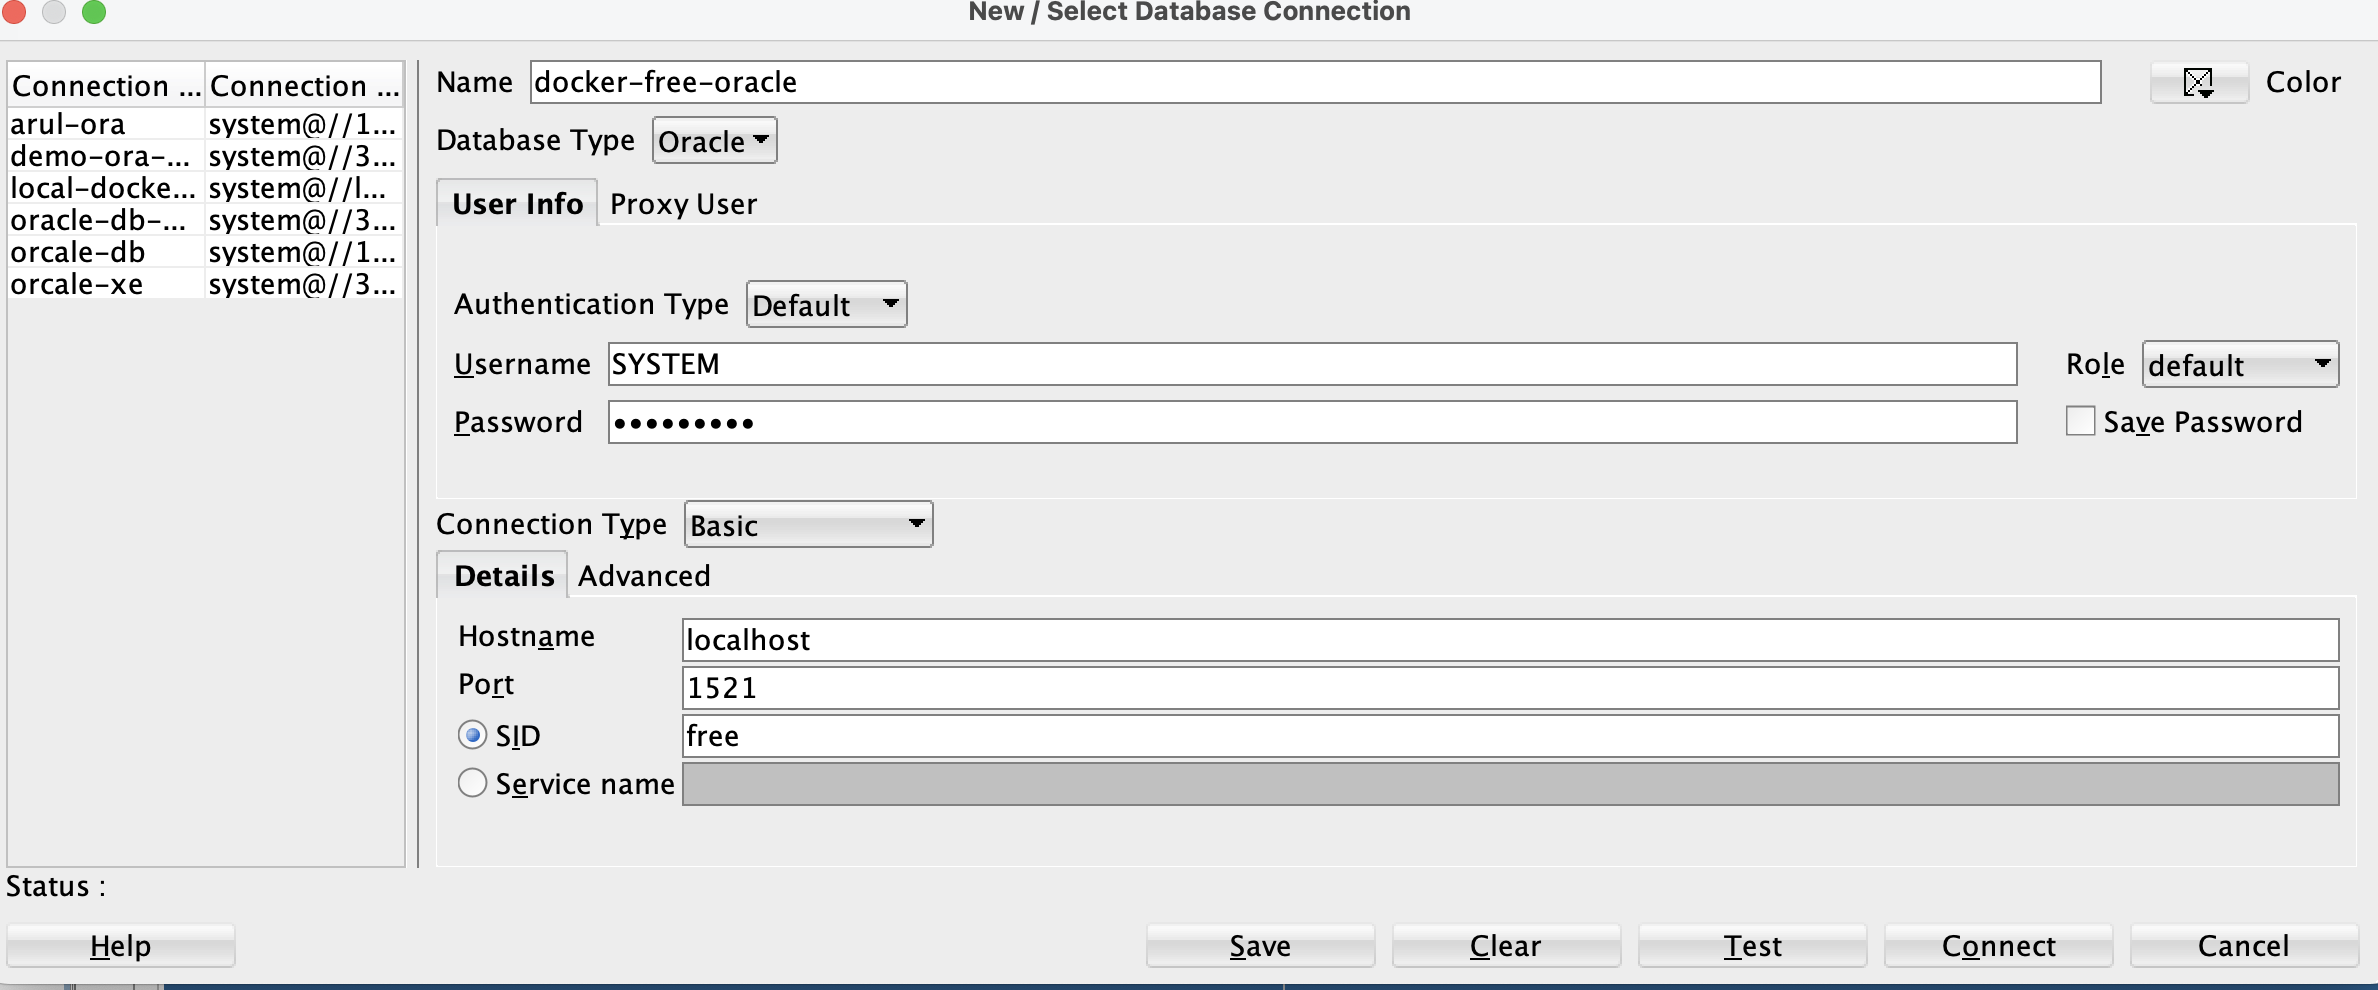 New / Select Database Connection
Connection ... Connection ...
arul-ora system@//1...
demo-ora-... system@//3...
local-docke... system@//l...
oracle-db-... system@//3...
orcale-db system@//1...
orcale-xe system@//3...
Name docker-free-oracle Color
Database Type Oracle
User Info Proxy User
Authentication Type Default
Username SYSTEM Role default
Password ••••••••• Save Password
Connection Type Basic
Details Advanced
Hostname localhost
Port 1521
SID free
Service name
Status :
Help Save Clear Test Connect Cancel